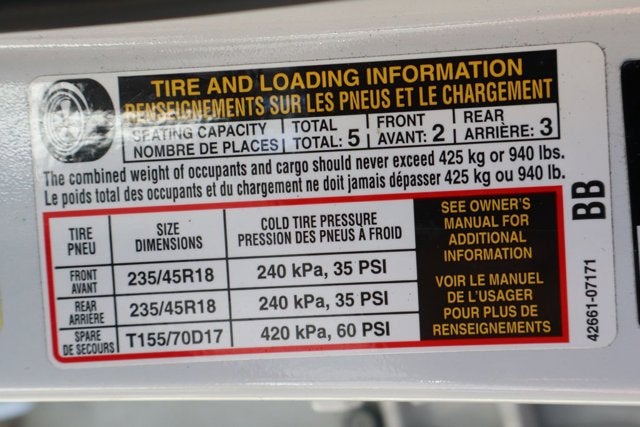 TIRE AND LOADING INFORMATION
RENSEIGNEMENTS SUR LES PNEUS ET LE CHARGEMENT
SEATING CAPACITY TOTAL FRONT REAR
NOMBRE DE PLACES TOTAL: 5 AVANT: 2 ARRIÈRE: 3
The combined weight of occupants and cargo should never exceed 425 kg or 940 lbs.
Le poids total des occupants et du chargement ne doit jamais dépasser 425 kg ou 940 lb.
TIRE SIZE COLD TIRE PRESSURE
PNEU DIMENSIONS PRESSION DES PNEUS À FROID
FRONT
AVANT 235/45R18 240 kPa, 35 PSI
REAR
ARRIÈRE 235/45R18 240 kPa, 35 PSI
SPARE
DE SECOURS T155/70D17 420 kPa, 60 PSI
SEE OWNER'S
MANUAL FOR
ADDITIONAL
INFORMATION
VOIR LE MANUEL
DE L'USAGER
POUR PLUS DE
RENSEIGNEMENTS
BB
42661-07171